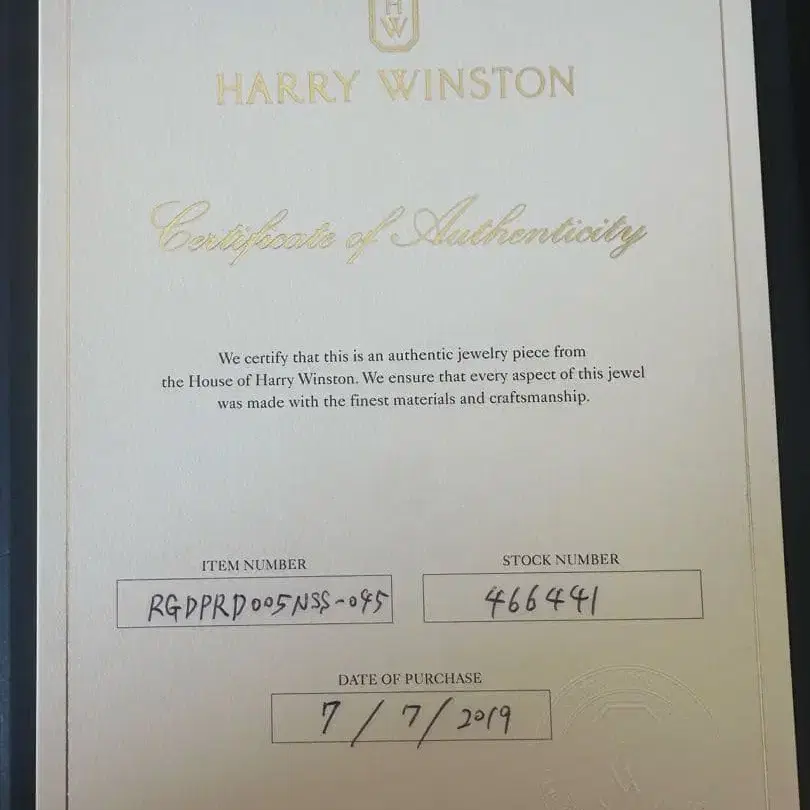 HW
HARRY WINSTON
Certificate of Authenticity
We certify that this is an authentic jewelry piece from
the House of Harry Winston. We ensure that every aspect of this jewel
was made with the finest materials and craftsmanship.
ITEM NUMBER
RGDPRD005NSS-045
STOCK NUMBER
466441
DATE OF PURCHASE
7/7/2019